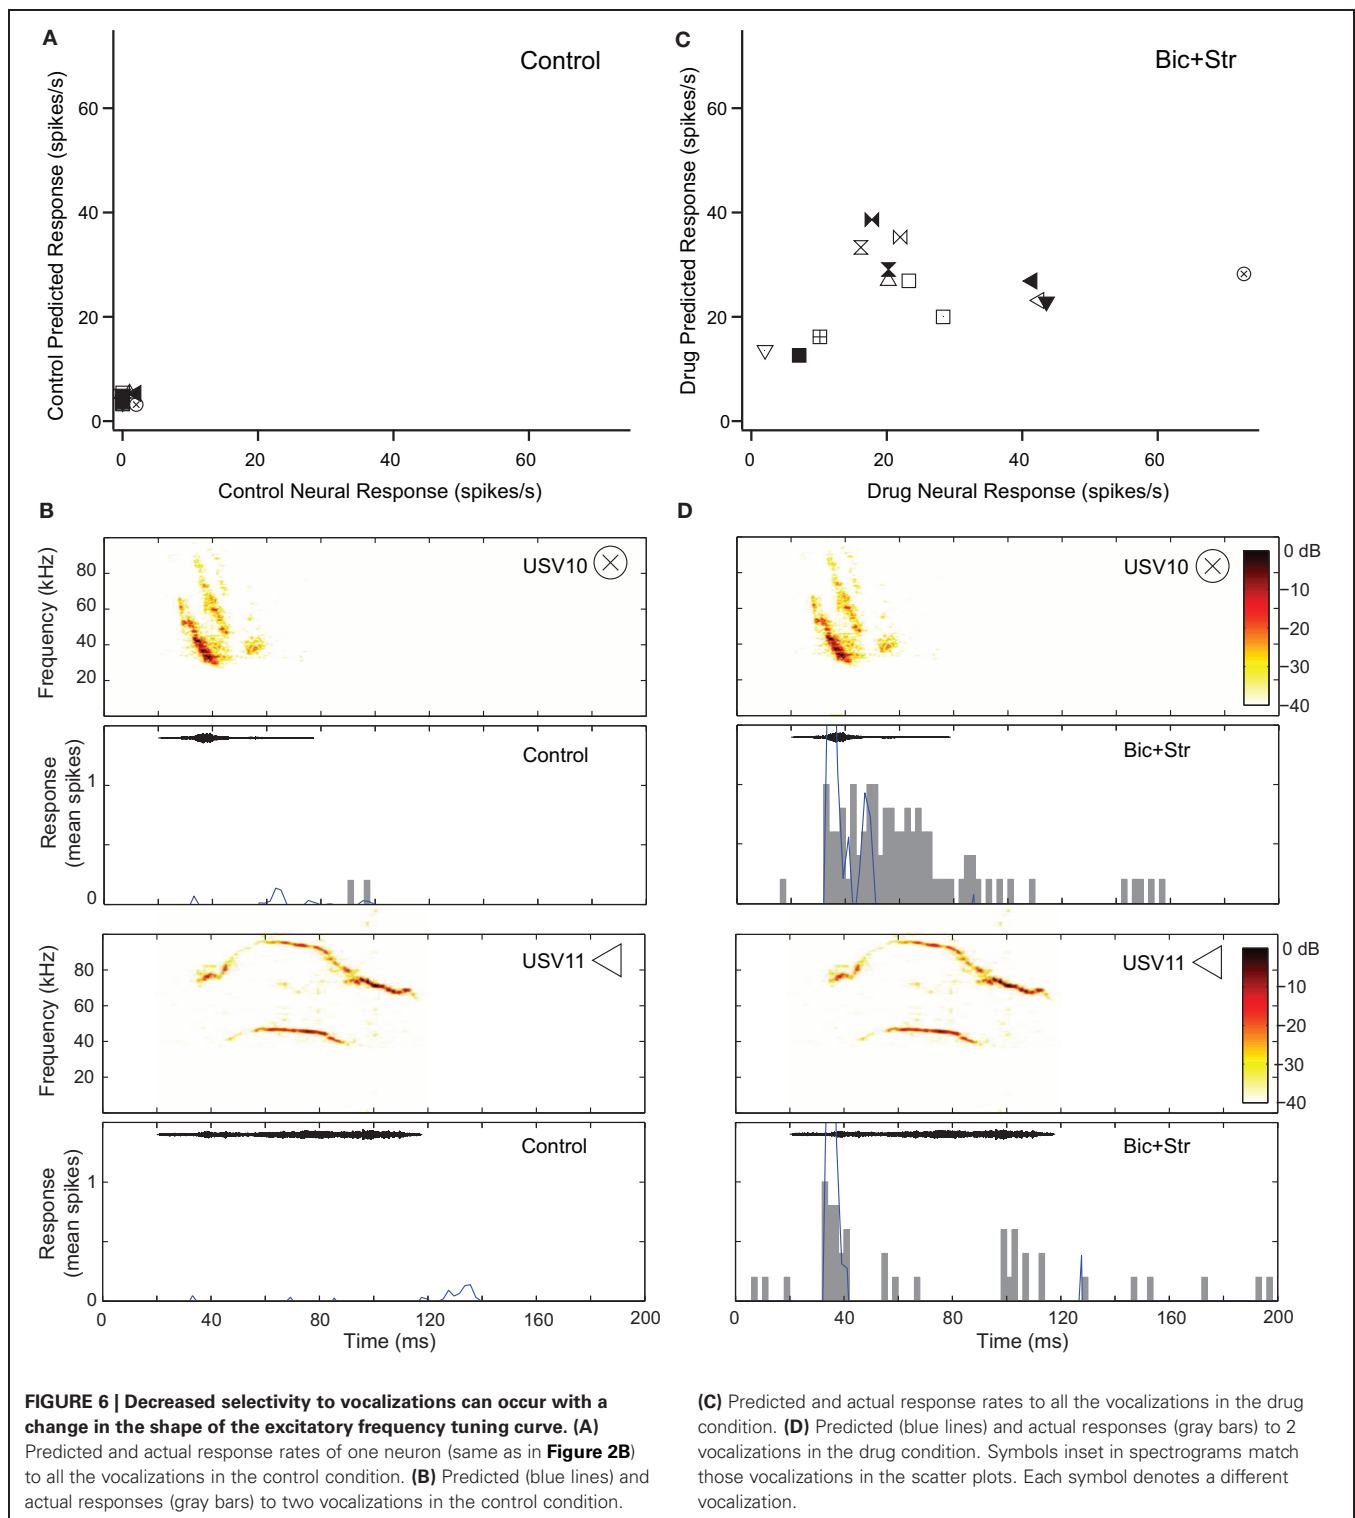 A
Control
Control Predicted Response (spikes/s)
60
40
20
0
0 20 40 60
Control Neural Response (spikes/s)
C
Bic+Str
Drug Predicted Response (spikes/s)
60
40
20
0
0 20 40 60
Drug Neural Response (spikes/s)
B
Frequency (kHz)
80
60
40
20
USV10
Response
(mean spikes)
1
0
Control
Frequency (kHz)
80
60
40
20
USV11
Response
(mean spikes)
1
0
Control
0 40 80 120 160 200
Time (ms)
D
USV10
0 dB
-10
-20
-30
-40
Bic+Str
USV11
0 dB
-10
-20
-30
-40
Bic+Str
0 40 80 120 160 200
Time (ms)
FIGURE 6 | Decreased selectivity to vocalizations can occur with a
change in the shape of the excitatory frequency tuning curve. (A)
Predicted and actual response rates of one neuron (same as in Figure 2B)
to all the vocalizations in the control condition. (B) Predicted (blue lines) and
actual responses (gray bars) to two vocalizations in the control condition.
(C) Predicted and actual response rates to all the vocalizations in the drug
condition. (D) Predicted (blue lines) and actual responses (gray bars) to 2
vocalizations in the drug condition. Symbols inset in spectrograms match
those vocalizations in the scatter plots. Each symbol denotes a different
vocalization.